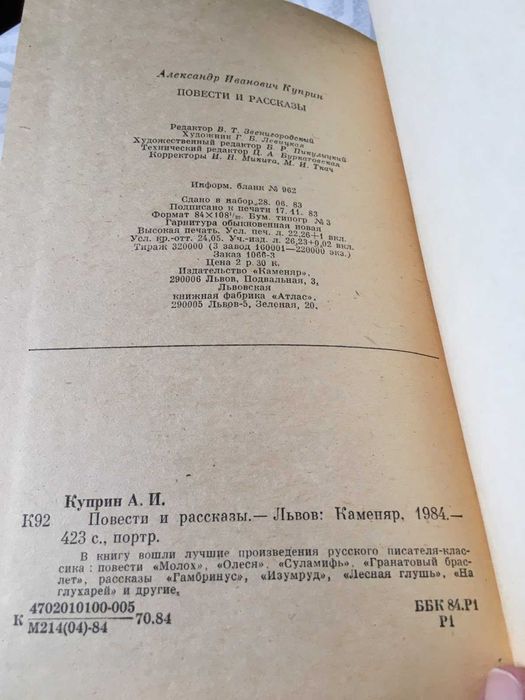 Александр Иванович Куприн
ПОВЕСТИ И РАССКАЗЫ
Редактор В. Т. Звенигородский
Художник Г. Б. Левицкая
Художественный редактор В. Р. Пикулицкий
Технический редактор Ц. А. Буркатовская
Корректоры И. Н. Микита, М. И. Ткач
Информ. бланк № 962
Сдано в набор 28. 06. 83
Подписано к печати 17. 11. 83
Формат 84×108¹/₃₂. Бум. типогр № 3
Гарнитура обыкновенная новая
Высокая печать. Усл. печ. л. 22,26+1 вкл.
Усл. кр.-отт. 24,05. Уч.-изд. л. 26,23+0,02 вкл.
Тираж 320000 (3 завод 160001—220000 экз.)
Заказ 1066-3
Цена 2 р. 30 к.
Издательство «Каменяр».
290006 Львов, Подвальная, 3,
Львовская
книжная фабрика «Атлас».
290005 Львов-5, Зеленая, 20.
Куприн А. И.
К92 Повести и рассказы.— Львов: Каменяр, 1984.—
423 с., портр.
В книгу вошли лучшие произведения русского писателя-клас-
сика: повести «Молох», «Олеся», «Суламифь», «Гранатовый брас-
лет», рассказы «Гамбринус», «Изумруд», «Лесная глушь», «На
глухарей» и другие.
К 4702010100-005
М214(04)-84 70.84
ББК 84.Р1
Р1